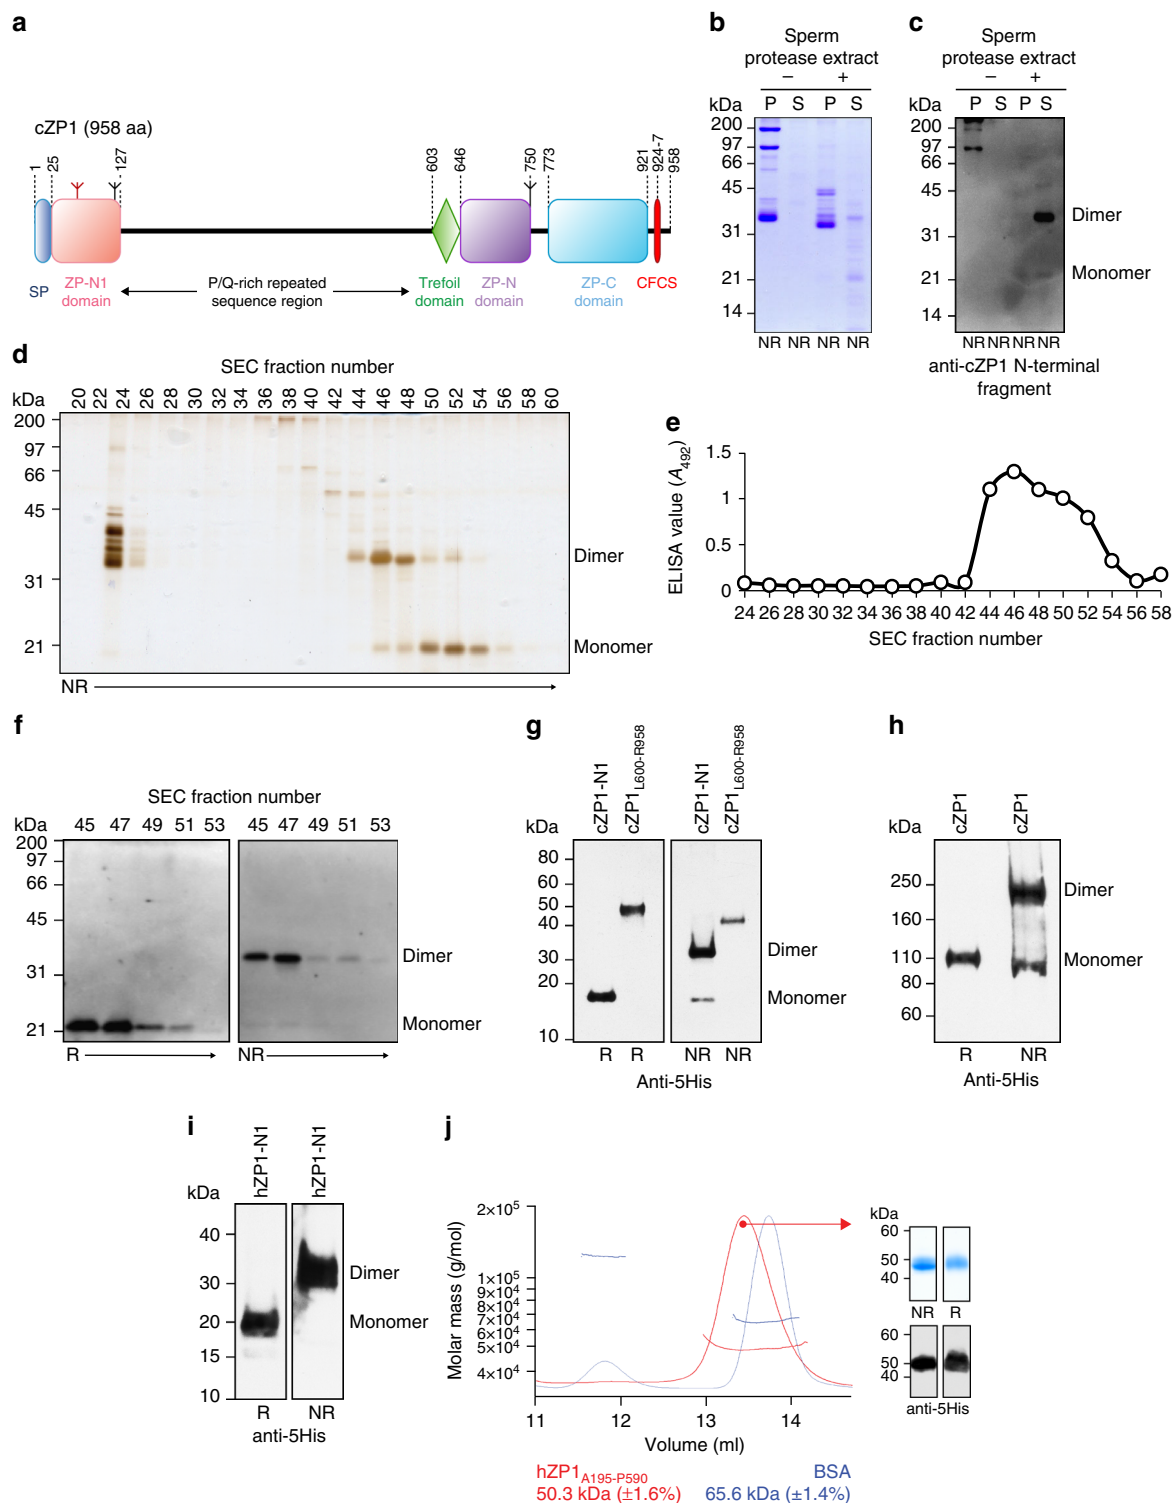 a
cZP1 (958 aa)
1
25
127
603
646
750
773
921
924-7
958
SP
ZP-N1
domain
P/Q-rich repeated
sequence region
Trefoil
domain
ZP-N
domain
ZP-C
domain
CFCS
b
Sperm
protease extract
– +
kDa P S P S
200
97
66
45
31
21
14
NR NR NR NR
c
Sperm
protease extract
– +
kDa P S P S
200
97
66
45
31
21
14
Dimer
Monomer
NR NR NR NR
anti-cZP1 N-terminal
fragment
d
SEC fraction number
kDa 20 22 24 26 28 30 32 34 36 38 40 42 44 46 48 50 52 54 56 58 60
200
97
66
45
31
21
Dimer
Monomer
NR
e
ELISA value (A492)
1.5
1
0.5
0
24 26 28 30 32 34 36 38 40 42 44 46 48 50 52 54 56 58
SEC fraction number
f
SEC fraction number
kDa 45 47 49 51 53 45 47 49 51 53
200
97
66
45
31
21
Dimer
Monomer
R NR
g
cZP1-N1 cZP1L600-R958 cZP1-N1 cZP1L600-R958
kDa
80
60
50
40
30
20
10
Dimer
Monomer
R R NR NR
Anti-5His
h
cZP1 cZP1
kDa
250
160
110
80
60
Dimer
Monomer
R NR
Anti-5His
i
hZP1-N1 hZP1-N1
kDa
40
30
20
15
10
Dimer
Monomer
R NR
anti-5His
j
Molar mass (g/mol)
2×10⁵
1×10⁵
9×10⁴
8×10⁴
7×10⁴
6×10⁴
5×10⁴
4×10⁴
11 12 13 14
Volume (ml)
hZP1A195-P590
50.3 kDa (±1.6%)
BSA
65.6 kDa (±1.4%)
kDa
60
50
40
NR R
60
50
40
anti-5His